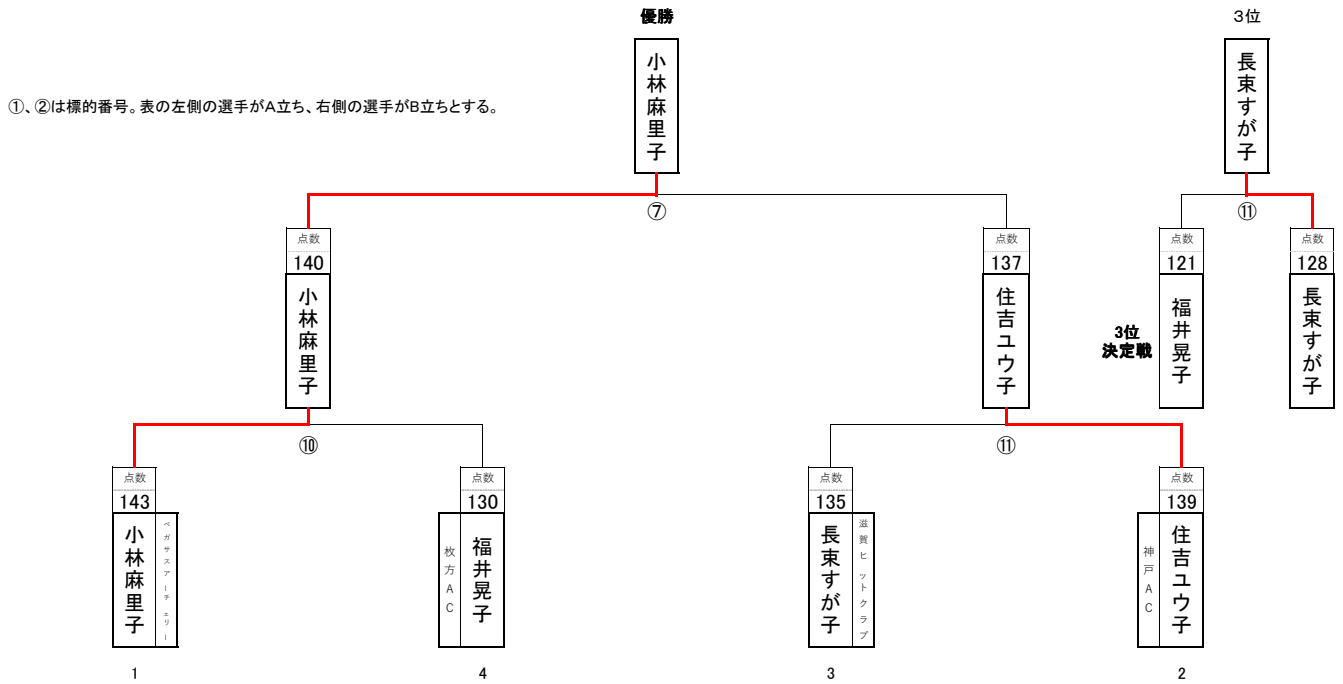 優勝
3位
小林麻里子
長束すが子
①、②は標的番号。表の左側の選手がA立ち、右側の選手がB立ちとする。
⑦
⑪
点数
140
小林麻里子
点数
137
住吉ユウ子
3位
決定戦
点数
121
福井晃子
点数
128
長束すが子
⑩
⑪
点数
143
小林麻里子
ペガサスアーチェリー
点数
130
枚方AC
福井晃子
点数
135
長束すが子
滋賀ヒットクラブ
点数
139
神戸AC
住吉ユウ子
1
4
3
2